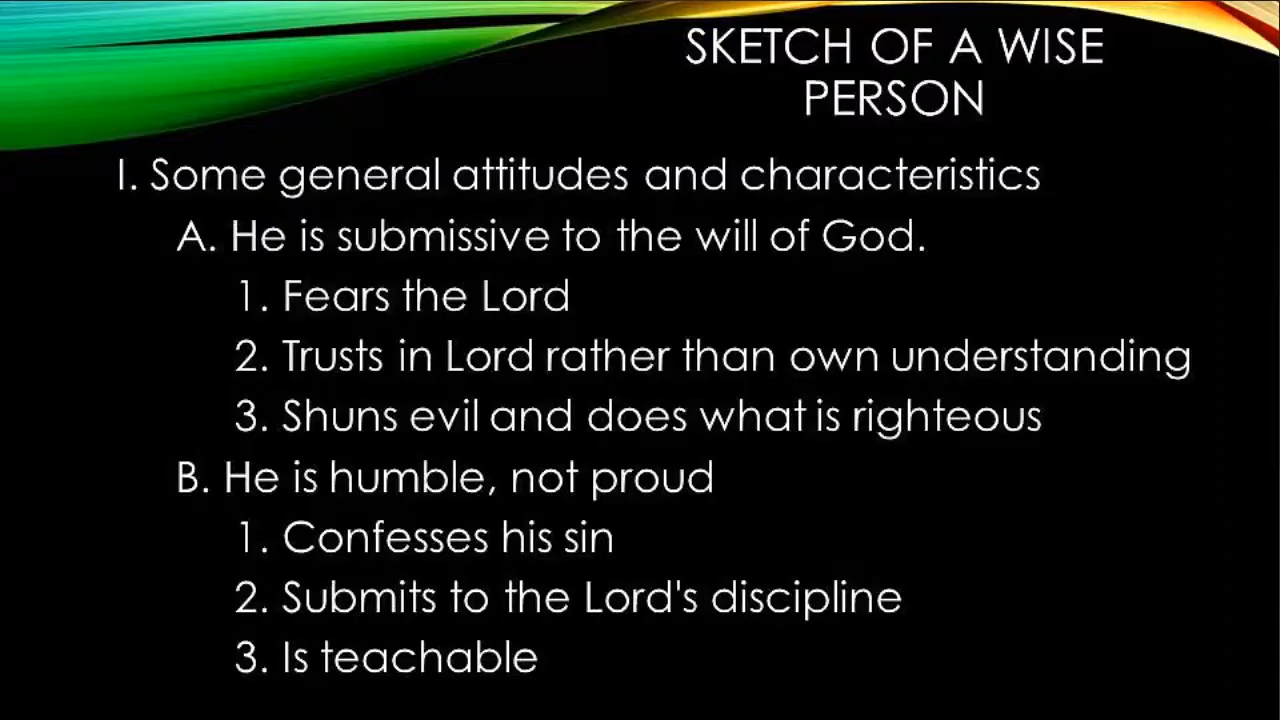 SKETCH OF A WISE
PERSON
I. Some general attitudes and characteristics
A. He is submissive to the will of God.
1. Fears the Lord
2. Trusts in Lord rather than own understanding
3. Shuns evil and does what is righteous
B. He is humble, not proud
1. Confesses his sin
2. Submits to the Lord's discipline
3. Is teachable